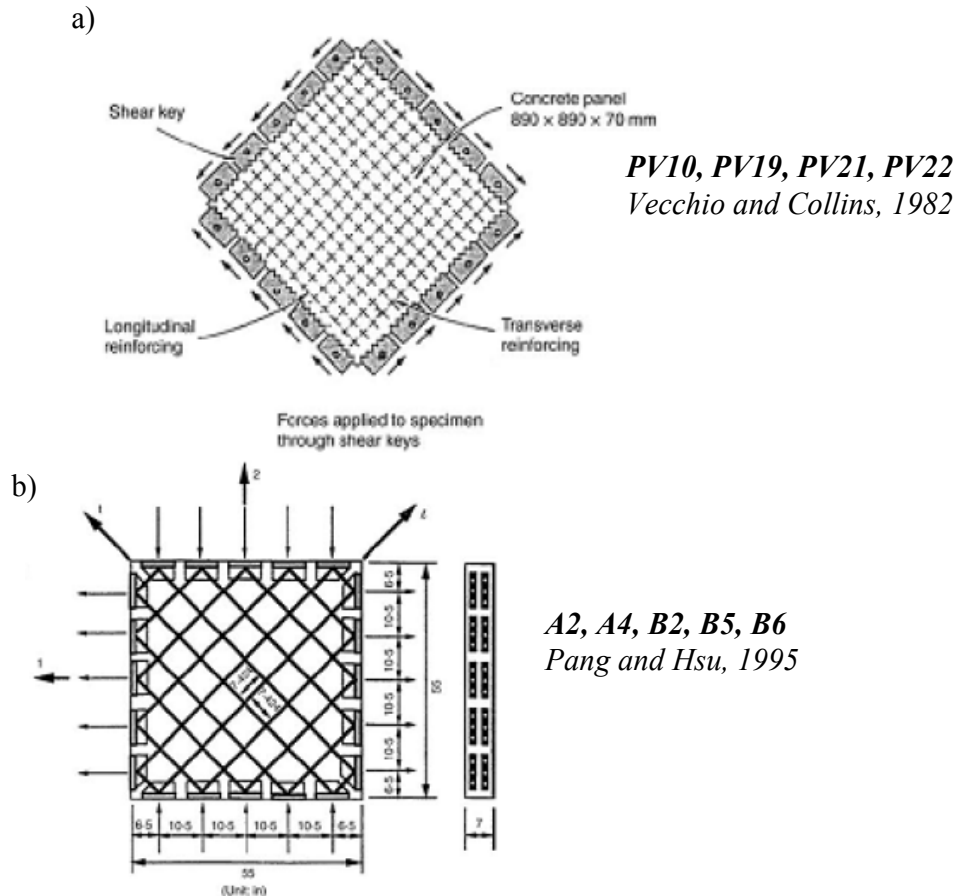 a)
Shear key
Concrete panel
890 × 890 × 70 mm
PV10, PV19, PV21, PV22
Vecchio and Collins, 1982
Longitudinal
reinforcing
Transverse
reinforcing
Forces applied to specimen
through shear keys
b)
2
1
6·5
10·5
10·5
10·5
10·5
6·5
55
1
A2, A4, B2, B5, B6
Pang and Hsu, 1995
6·5
10·5
10·5
10·5
10·5
6·5
7
55
(Unit: in)